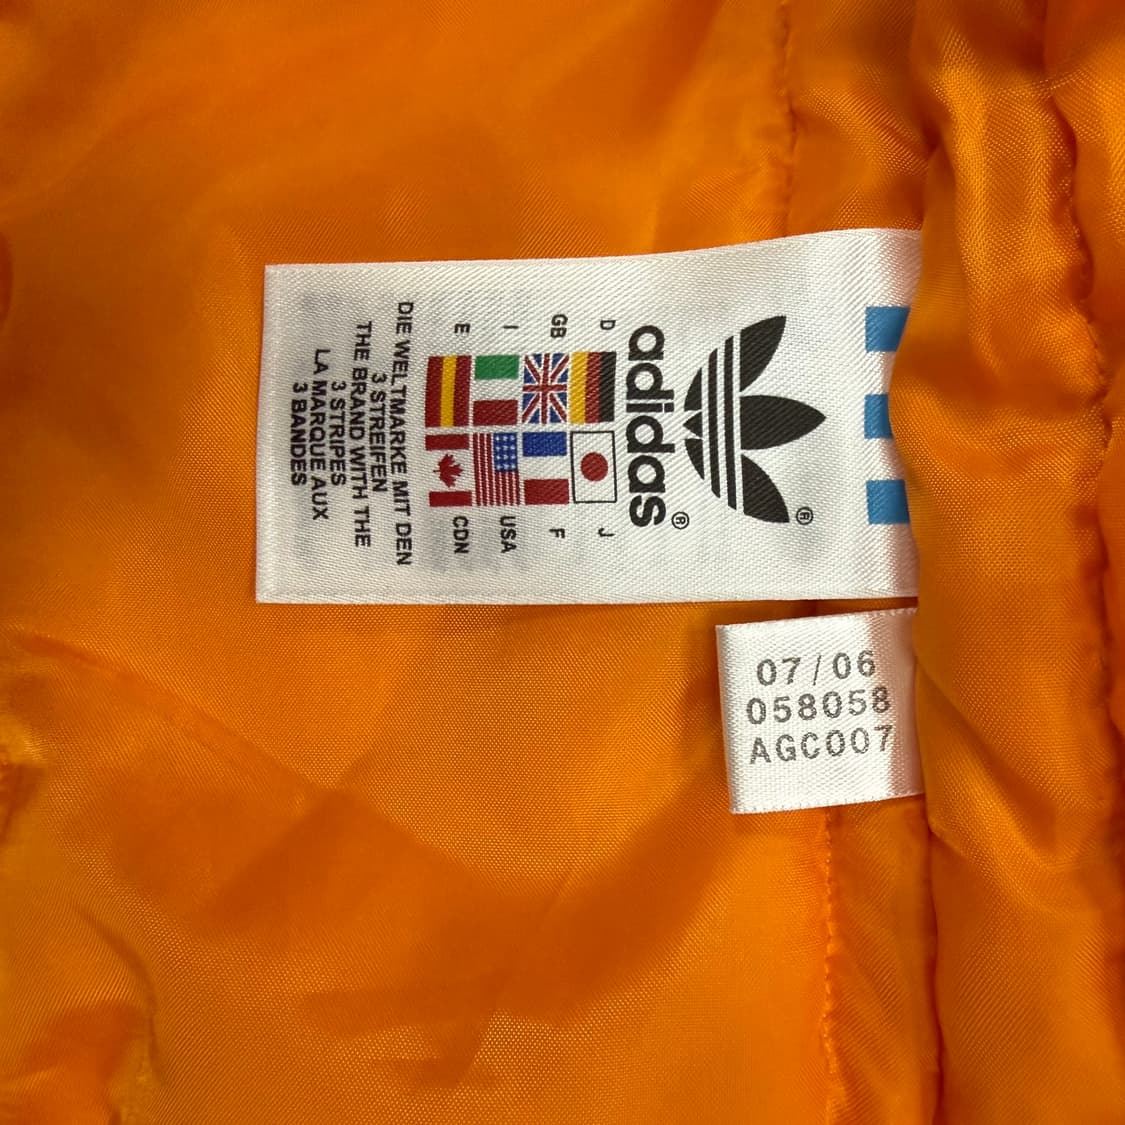 ®
adidas®
D
J
GB
F
I
USA
E
CDN
DIE WELTMARKE MIT DEN
3 STREIFEN
THE BRAND WITH THE
3 STRIPES
LA MARQUE AUX
3 BANDES
07/06
058058
AGC007